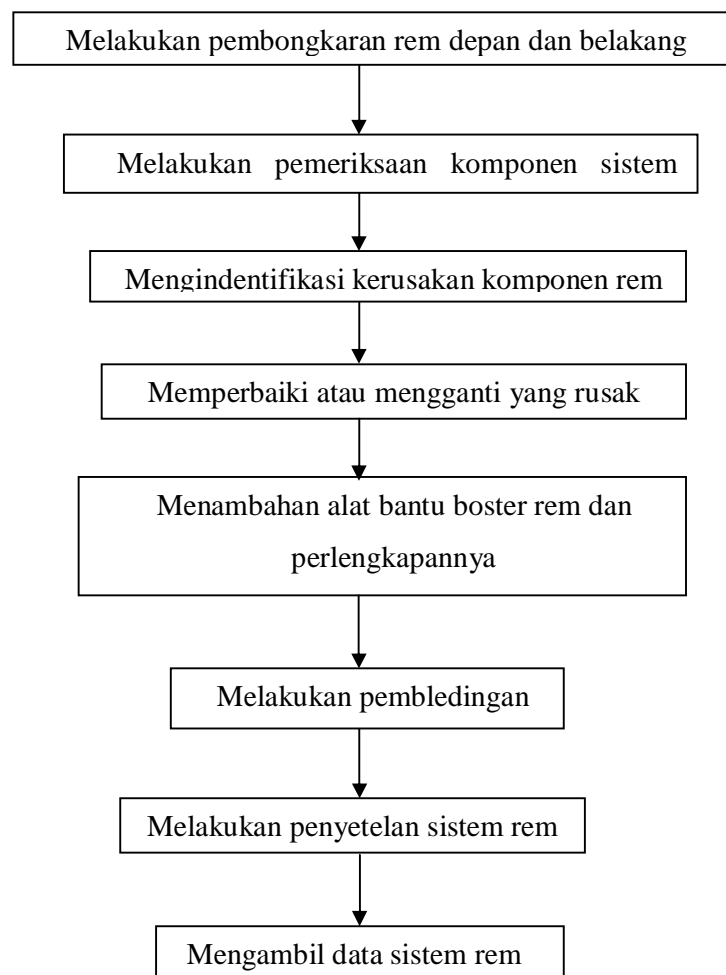 Melakukan pembongkaran rem depan dan belakang
Melakukan pemeriksaan komponen sistem
Mengindentifikasi kerusakan komponen rem
Memperbaiki atau mengganti yang rusak
Menambahan alat bantu boster rem dan
perlengkapannya
Melakukan pembledingan
Melakukan penyetelan sistem rem
Mengambil data sistem rem